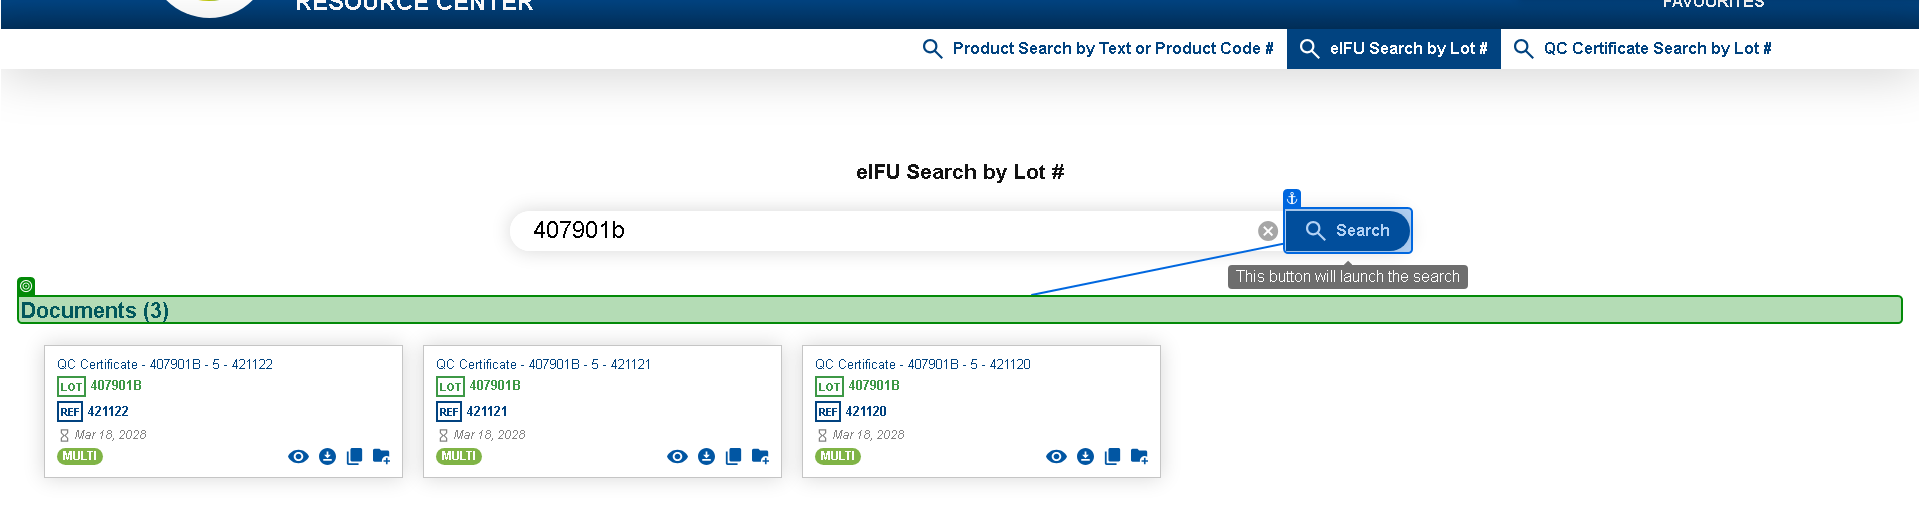 RESOURCE CENTER
FAVOURITES
Product Search by Text or Product Code #
eIFU Search by Lot #
QC Certificate Search by Lot #
eIFU Search by Lot #
407901b
Search
This button will launch the search
Documents (3)
QC Certificate - 407901B - 5 - 421122
LOT 407901B
REF 421122
Mar 18, 2028
MULTI
QC Certificate - 407901B - 5 - 421121
LOT 407901B
REF 421121
Mar 18, 2028
MULTI
QC Certificate - 407901B - 5 - 421120
LOT 407901B
REF 421120
Mar 18, 2028
MULTI